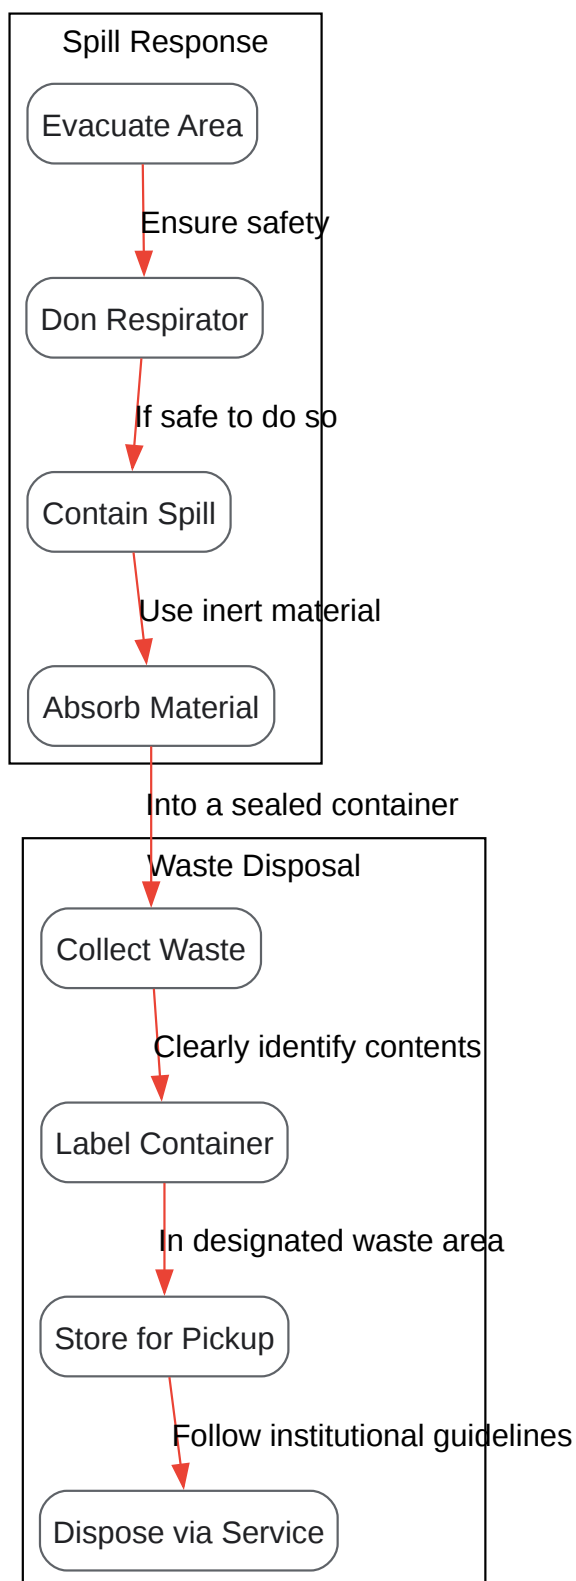 Spill Response
Evacuate Area
Ensure safety
Don Respirator
If safe to do so
Contain Spill
Use inert material
Absorb Material
Into a sealed container
Waste Disposal
Collect Waste
Clearly identify contents
Label Container
In designated waste area
Store for Pickup
Follow institutional guidelines
Dispose via Service